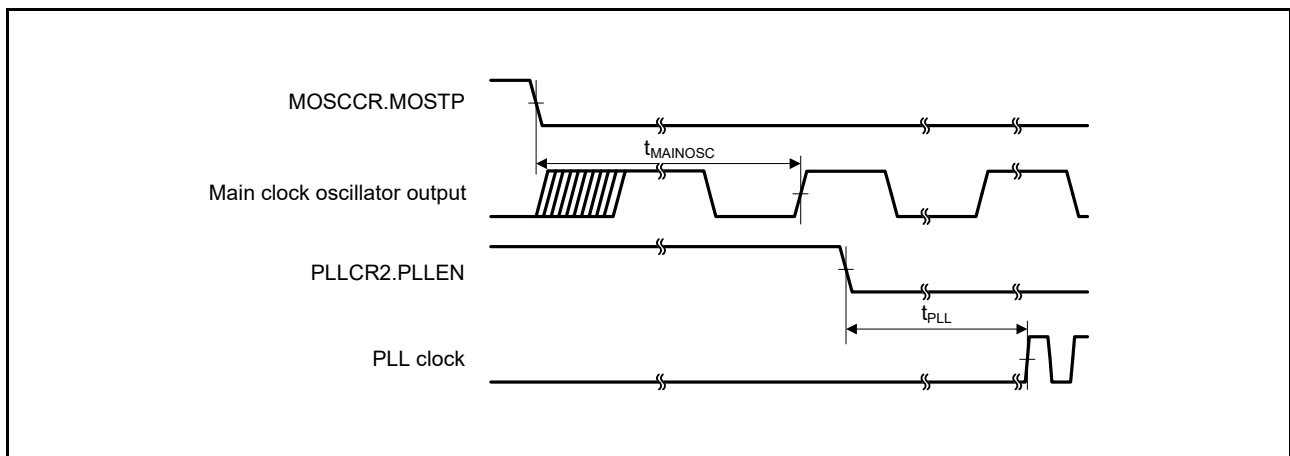 MOSCCR.MOSTP
tMAINOSC
Main clock oscillator output
PLLCR2.PLLEN
tPLL
PLL clock